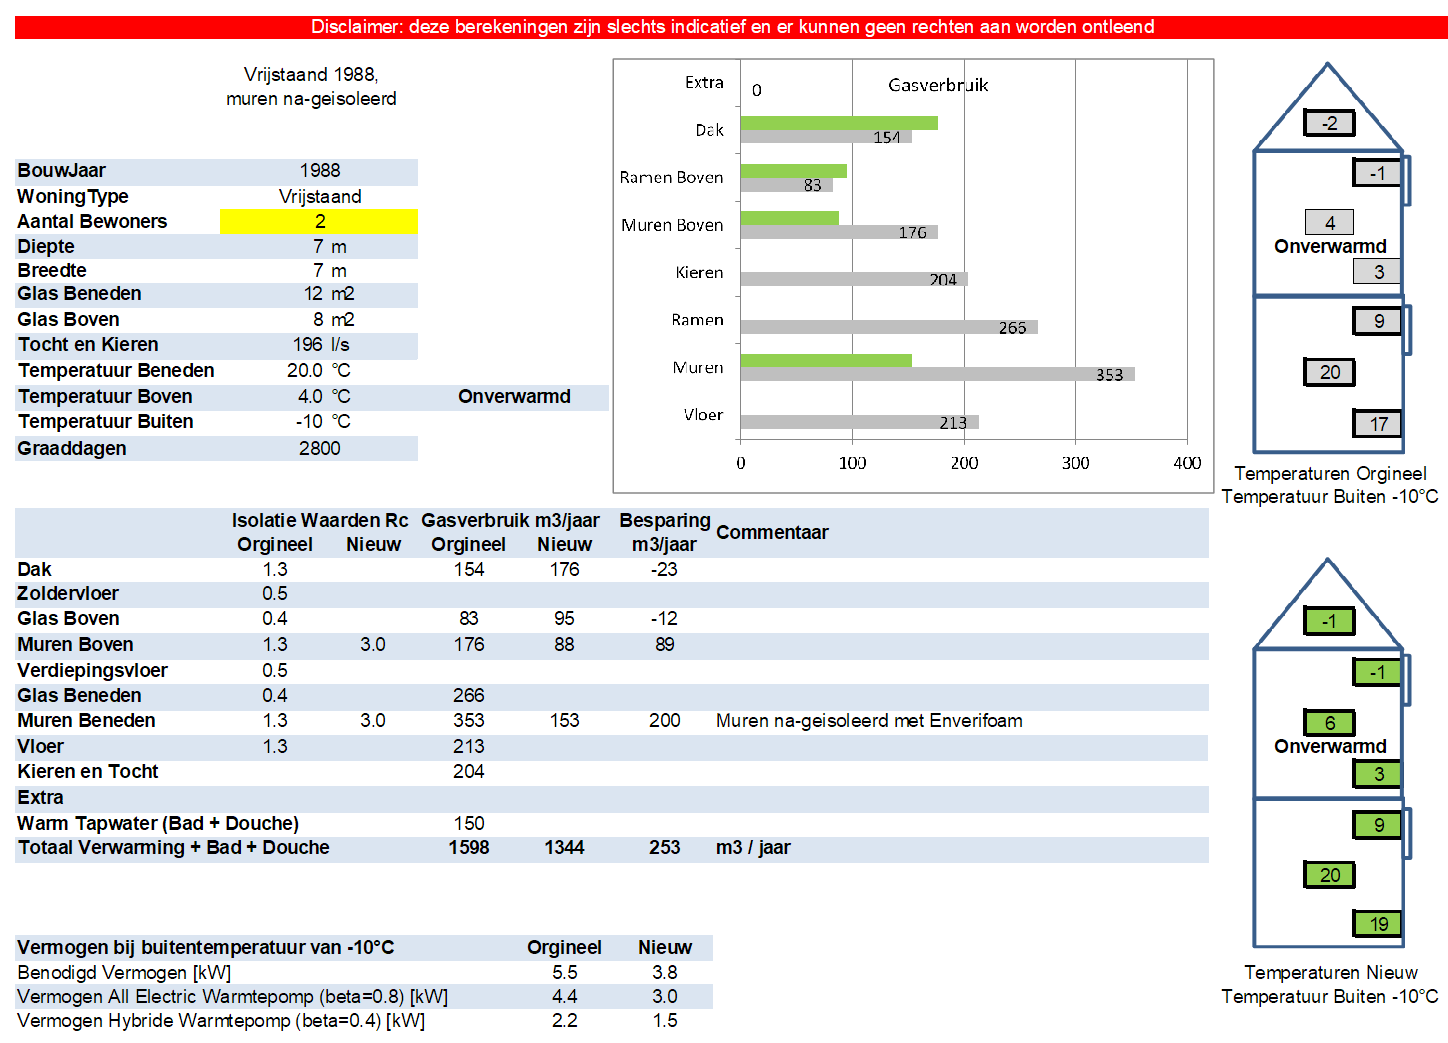 Disclaimer: deze berekeningen zijn slechts indicatief en er kunnen geen rechten aan worden ontleend
Vrijstaand 1988,
muren na-geisoleerd
BouwJaar 1988
WoningType Vrijstaand
Aantal Bewoners 2
Diepte 7 m
Breedte 7 m
Glas Beneden 12 m2
Glas Boven 8 m2
Tocht en Kieren 196 l/s
Temperatuur Beneden 20.0 °C
Temperatuur Boven 4.0 °C Onverwarmd
Temperatuur Buiten -10 °C
Graaddagen 2800
Gasverbruik
Extra 0
Dak 154
Ramen Boven 83
Muren Boven 176
Kieren 204
Ramen 266
Muren 353
Vloer 213
0 100 200 300 400
-2
-1
4
Onverwarmd
3
9
20
17
Temperaturen Orgineel
Temperatuur Buiten -10°C
Isolatie Waarden Rc Gasverbruik m3/jaar Besparing Commentaar
Orgineel Nieuw Orgineel Nieuw m3/jaar
Dak 1.3 154 176 -23
Zoldervloer 0.5
Glas Boven 0.4 83 95 -12
Muren Boven 1.3 3.0 176 88 89
Verdiepingsvloer 0.5
Glas Beneden 0.4 266
Muren Beneden 1.3 3.0 353 153 200 Muren na-geisoleerd met Enverifoam
Vloer 1.3 213
Kieren en Tocht 204
Extra
Warm Tapwater (Bad + Douche) 150
Totaal Verwarming + Bad + Douche 1598 1344 253 m3 / jaar
-1
-1
6
Onverwarmd
3
9
20
19
Temperaturen Nieuw
Temperatuur Buiten -10°C
Vermogen bij buitentemperatuur van -10°C Orgineel Nieuw
Benodigd Vermogen [kW] 5.5 3.8
Vermogen All Electric Warmtepomp (beta=0.8) [kW] 4.4 3.0
Vermogen Hybride Warmtepomp (beta=0.4) [kW] 2.2 1.5